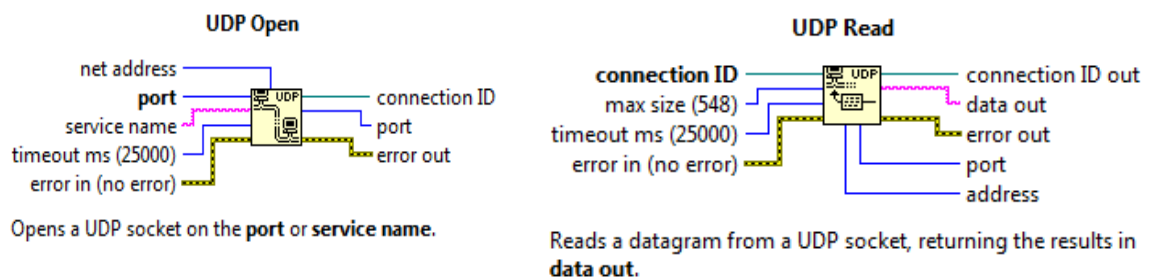 UDP Open
net address
port
service name
timeout ms (25000)
error in (no error)
UDP
connection ID
port
error out
Opens a UDP socket on the port or service name.
UDP Read
connection ID
max size (548)
timeout ms (25000)
error in (no error)
UDP
connection ID out
data out
error out
port
address
Reads a datagram from a UDP socket, returning the results in
data out.